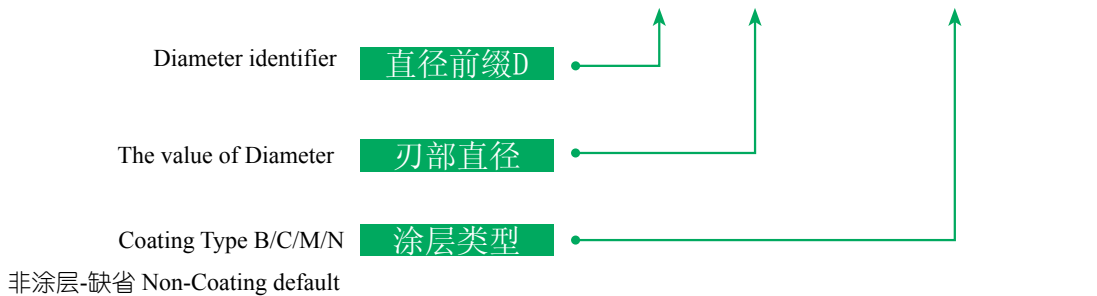 Diameter identifier 直径前缀D
The value of Diameter 刃部直径
Coating Type B/C/M/N 涂层类型
非涂层-缺省 Non-Coating default